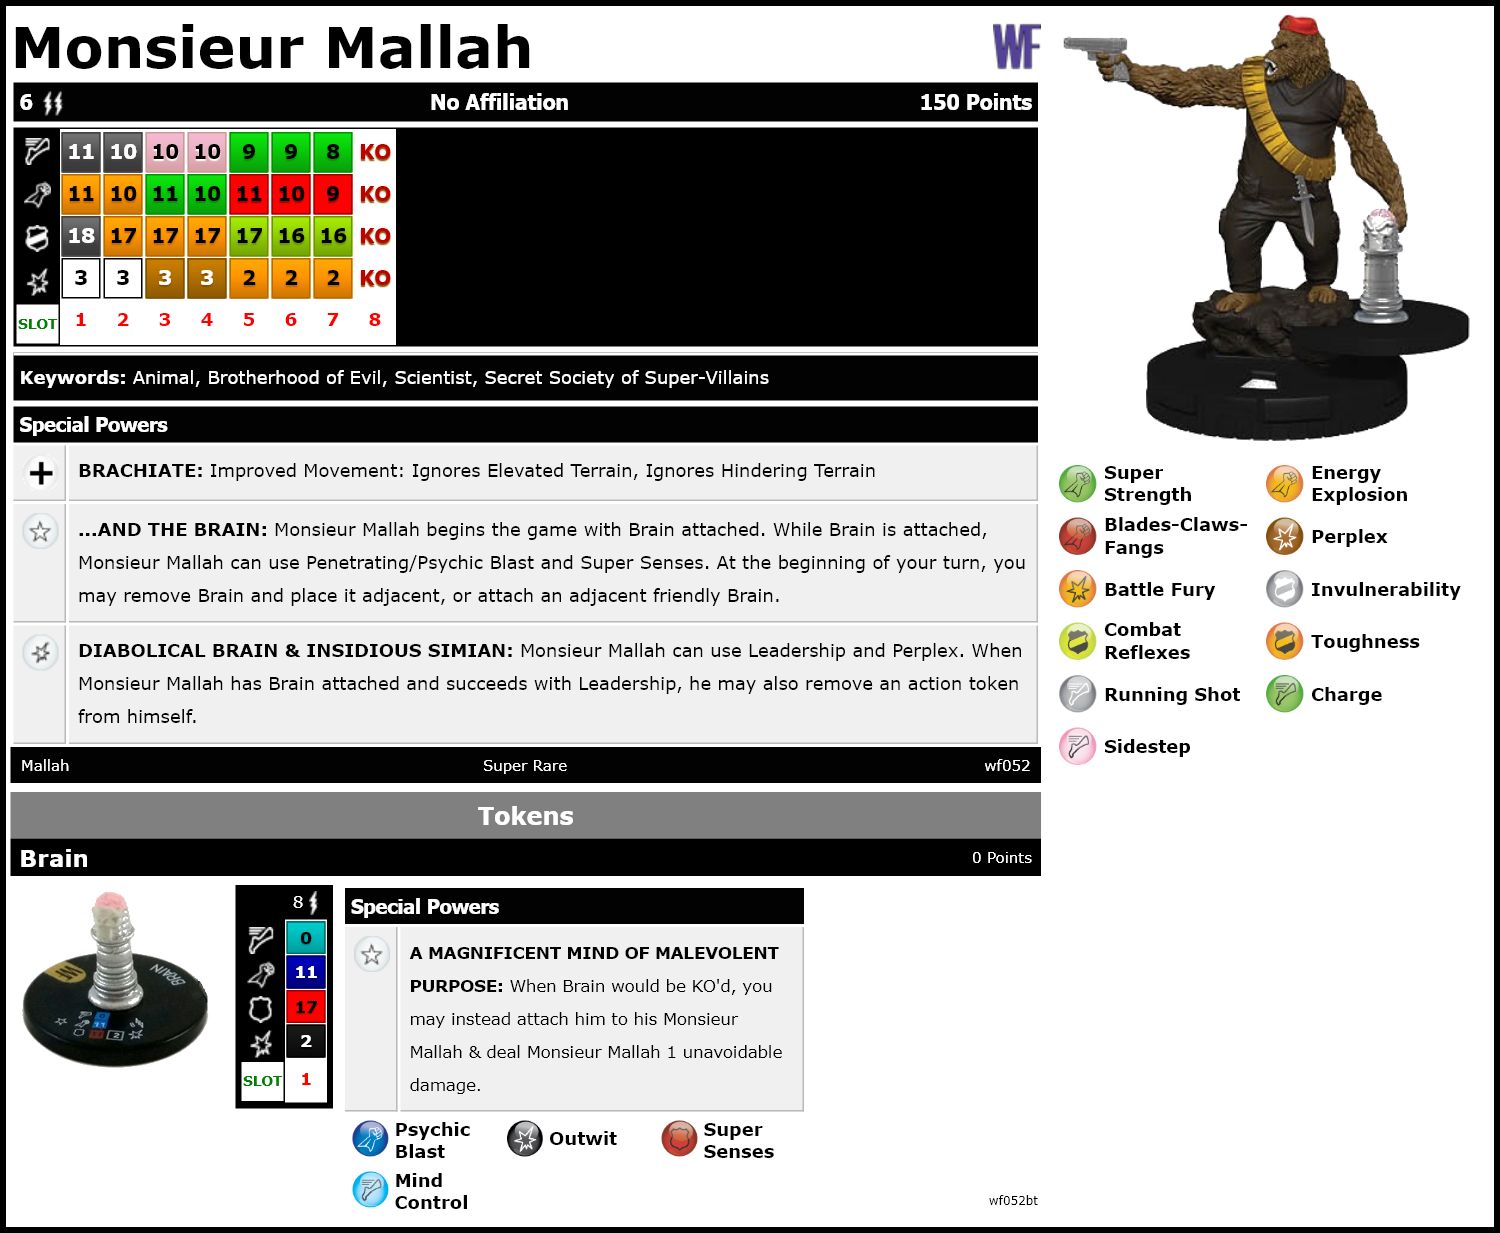 Monsieur Mallah
WF
6 No Affiliation 150 Points
11 10 10 10 9 9 8 KO
11 10 11 10 11 10 9 KO
18 17 17 17 17 16 16 KO
3 3 3 3 2 2 2 KO
SLOT 1 2 3 4 5 6 7 8
Keywords: Animal, Brotherhood of Evil, Scientist, Secret Society of Super-Villains
Special Powers
BRACHIATE: Improved Movement: Ignores Elevated Terrain, Ignores Hindering Terrain
...AND THE BRAIN: Monsieur Mallah begins the game with Brain attached. While Brain is attached,
Monsieur Mallah can use Penetrating/Psychic Blast and Super Senses. At the beginning of your turn, you
may remove Brain and place it adjacent, or attach an adjacent friendly Brain.
DIABOLICAL BRAIN & INSIDIOUS SIMIAN: Monsieur Mallah can use Leadership and Perplex. When
Monsieur Mallah has Brain attached and succeeds with Leadership, he may also remove an action token
from himself.
Mallah Super Rare wf052
Super
Strength
Energy
Explosion
Blades-Claws-
Fangs
Perplex
Battle Fury
Invulnerability
Combat
Reflexes
Toughness
Running Shot
Charge
Sidestep
Tokens
Brain 0 Points
WF
BRAIN
0
11
17
2
8
0
11
17
2
SLOT 1
Special Powers
A MAGNIFICENT MIND OF MALEVOLENT
PURPOSE: When Brain would be KO'd, you
may instead attach him to his Monsieur
Mallah & deal Monsieur Mallah 1 unavoidable
damage.
Psychic
Blast
Outwit
Super
Senses
Mind
Control
wf052bt